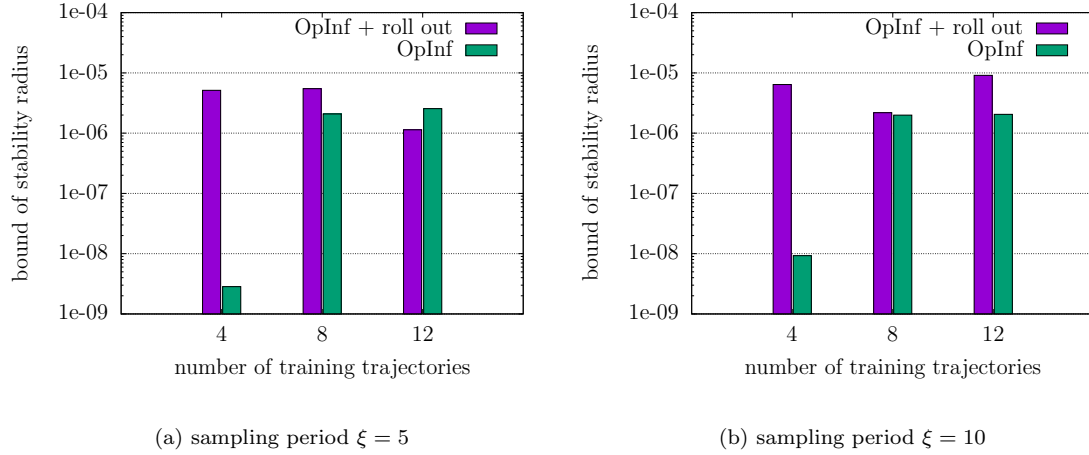 bound of stability radius
1e-04
1e-05
1e-06
1e-07
1e-08
1e-09
OpInf + roll out
OpInf
4
8
12
number of training trajectories
(a) sampling period ξ = 5
bound of stability radius
1e-04
1e-05
1e-06
1e-07
1e-08
1e-09
OpInf + roll out
OpInf
4
8
12
number of training trajectories
(b) sampling period ξ = 10